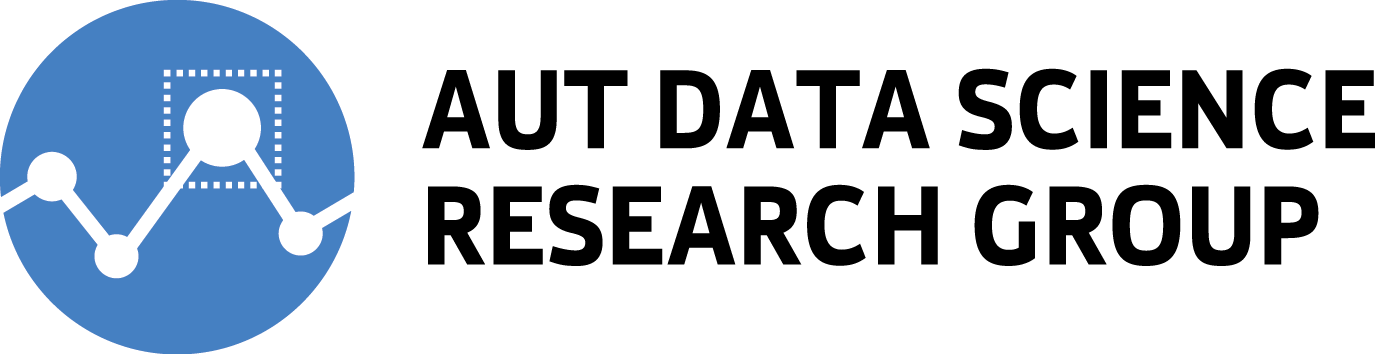 AUT DATA SCIENCE
RESEARCH GROUP